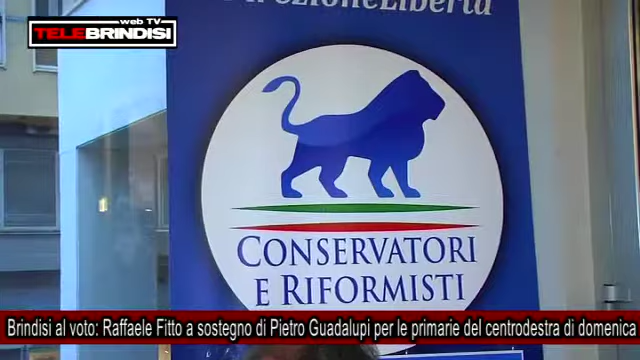 web TV
TELEBRINDISI
CONSERVATORI
E RIFORMISTI
Brindisi al voto: Raffaele Fitto a sostegno di Pietro Guadalupi per le primarie del centrodestra di domenica